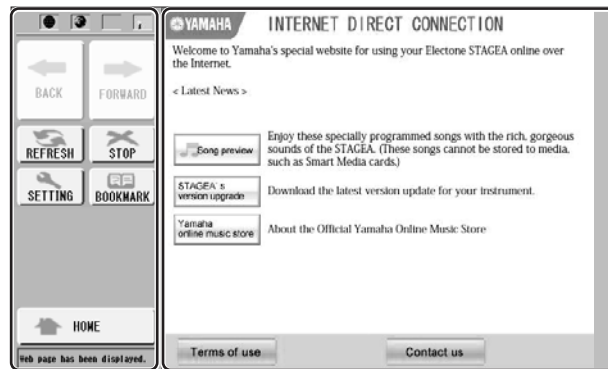 BACK
FORWARD
REFRESH
STOP
SETTING
BOOKMARK
HOME
Web page has been displayed.
YAMAHA
INTERNET DIRECT CONNECTION
Welcome to Yamaha's special website for using your Electone STAGEA online over
the Internet.
< Latest News >
Song preview
Enjoy these specially programmed songs with the rich, gorgeous
sounds of the STAGEA. (These songs cannot be stored to media,
such as Smart Media cards.)
STAGEA's
version upgrade
Download the latest version update for your instrument.
Yamaha
online music store
About the Official Yamaha Online Music Store
Terms of use
Contact us